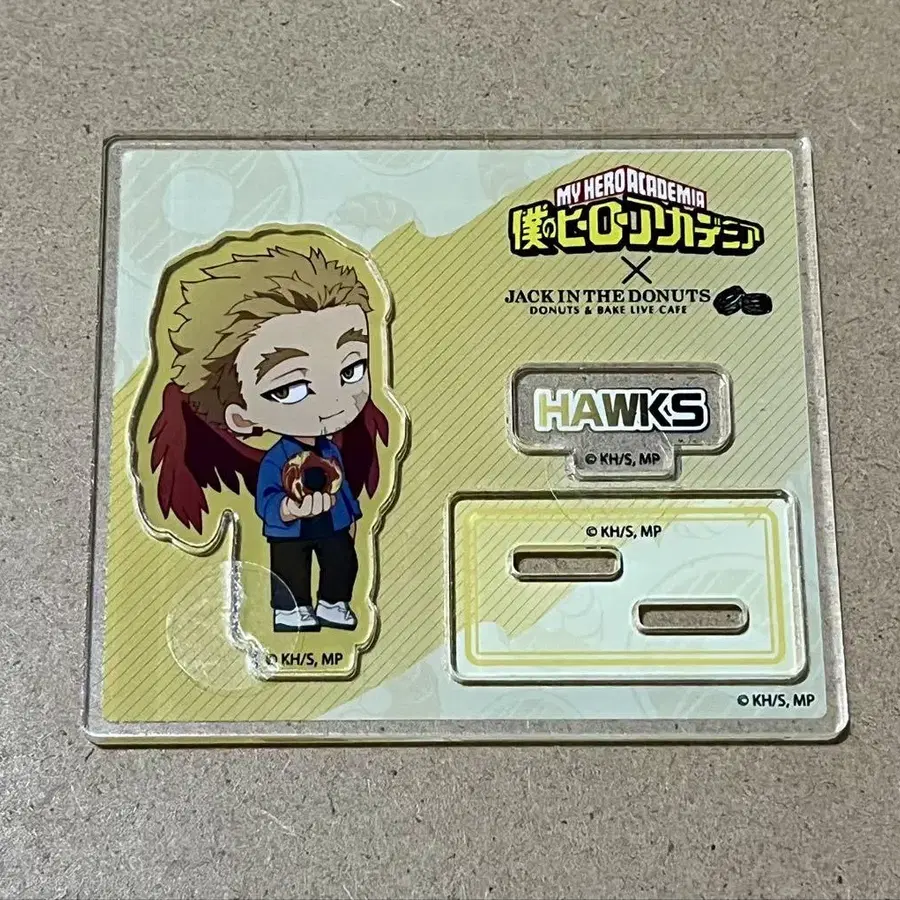 MY HERO ACADEMIA
僕のヒーローアカデミア
×
JACK IN THE DONUTS
DONUTS & BAKE LIVE CAFE
HAWKS
© KH/S, MP
© KH/S, MP
© KH/S, MP
© KH/S, MP